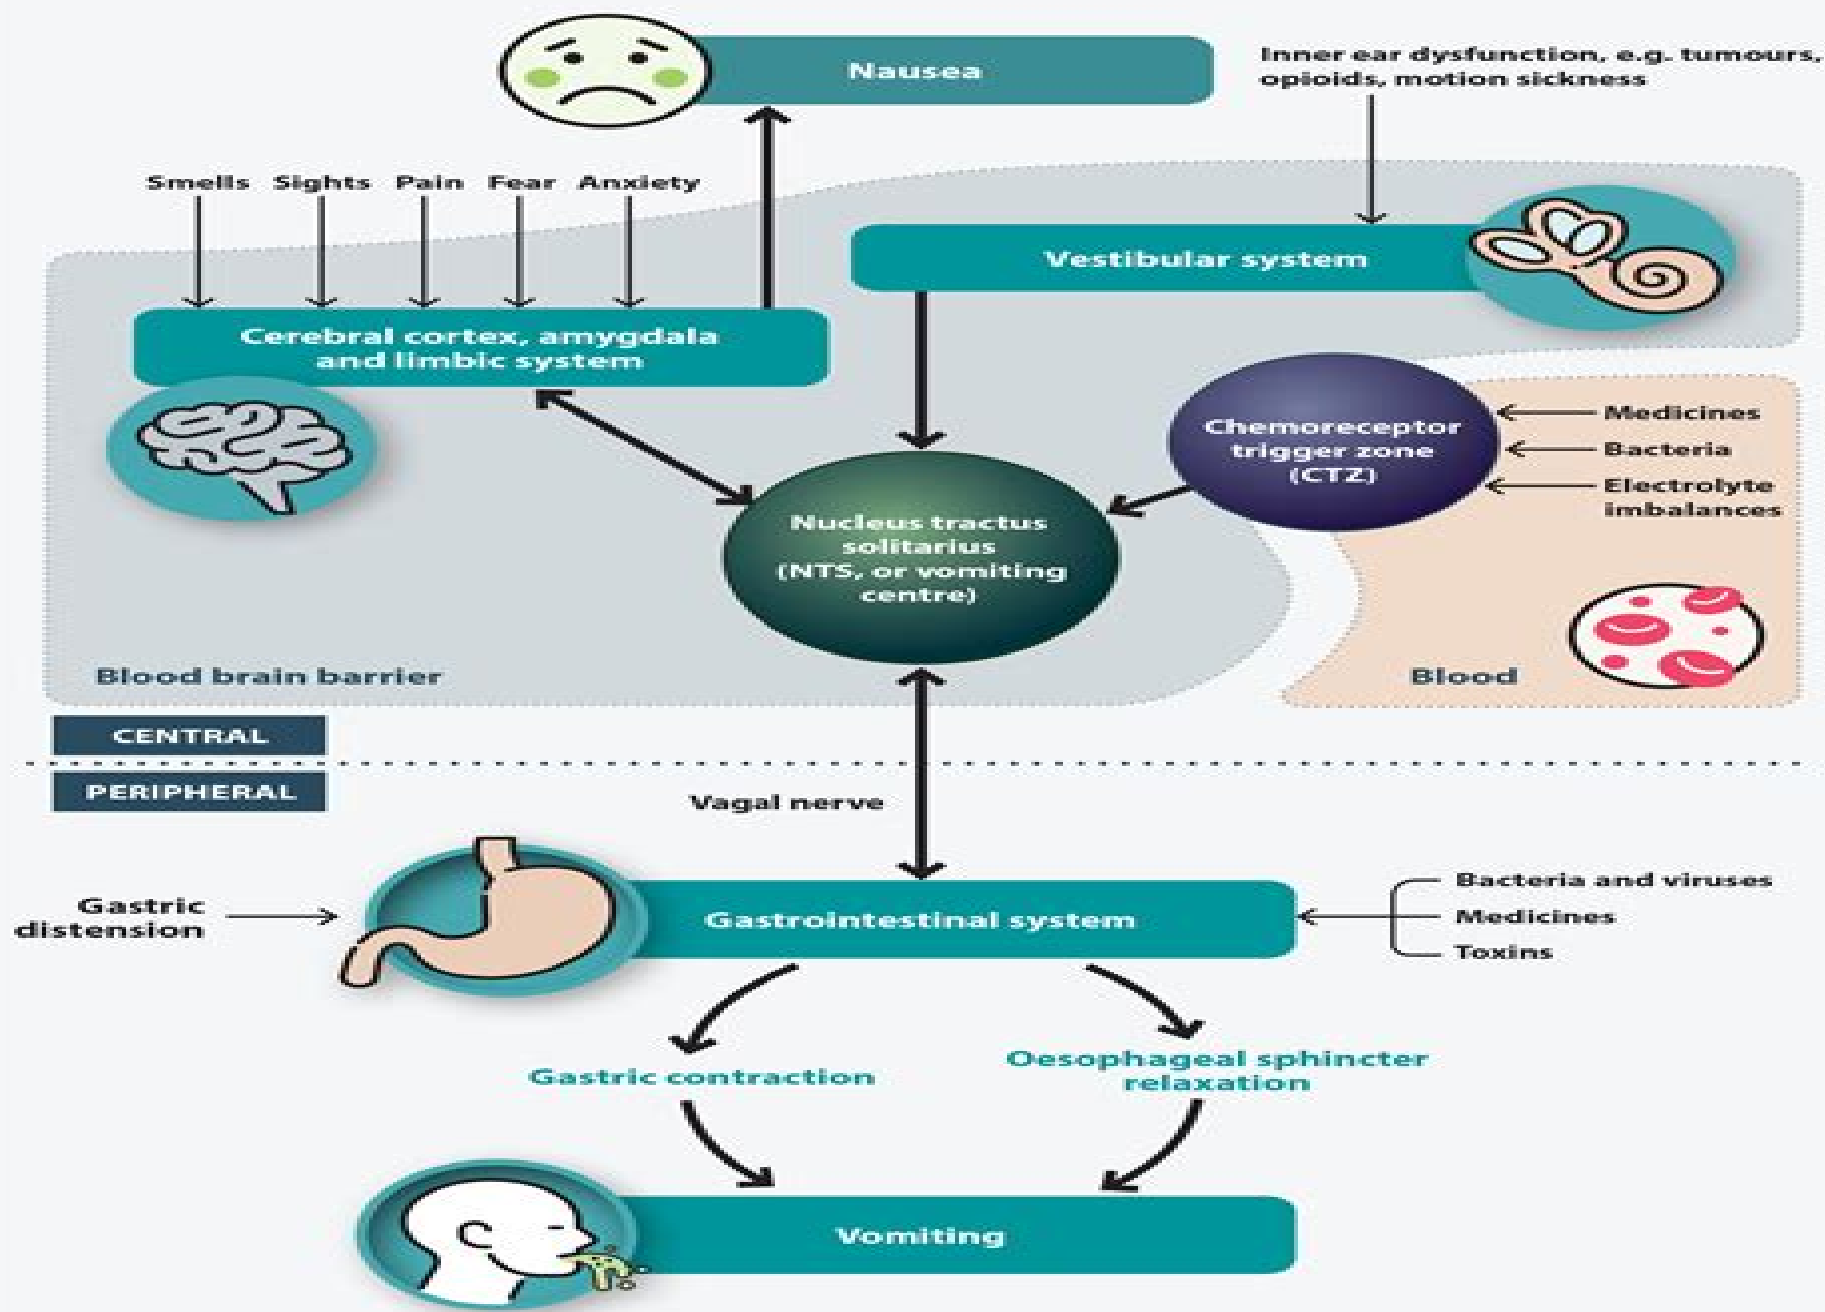 Nausea
Inner ear dysfunction, e.g. tumours,
opioids, motion sickness
Smells Sights Pain Fear Anxiety
Vestibular system
Cerebral cortex, amygdala
and limbic system
Chemoreceptor
trigger zone
(CTZ)
Medicines
Bacteria
Electrolyte
imbalances
Nucleus tractus
solitarius
(NTS, or vomiting
centre)
Blood brain barrier
Blood
CENTRAL
PERIPHERAL
Vagal nerve
Gastric
distension
Gastrointestinal system
Bacteria and viruses
Medicines
Toxins
Gastric contraction
Oesophageal sphincter
relaxation
Vomiting